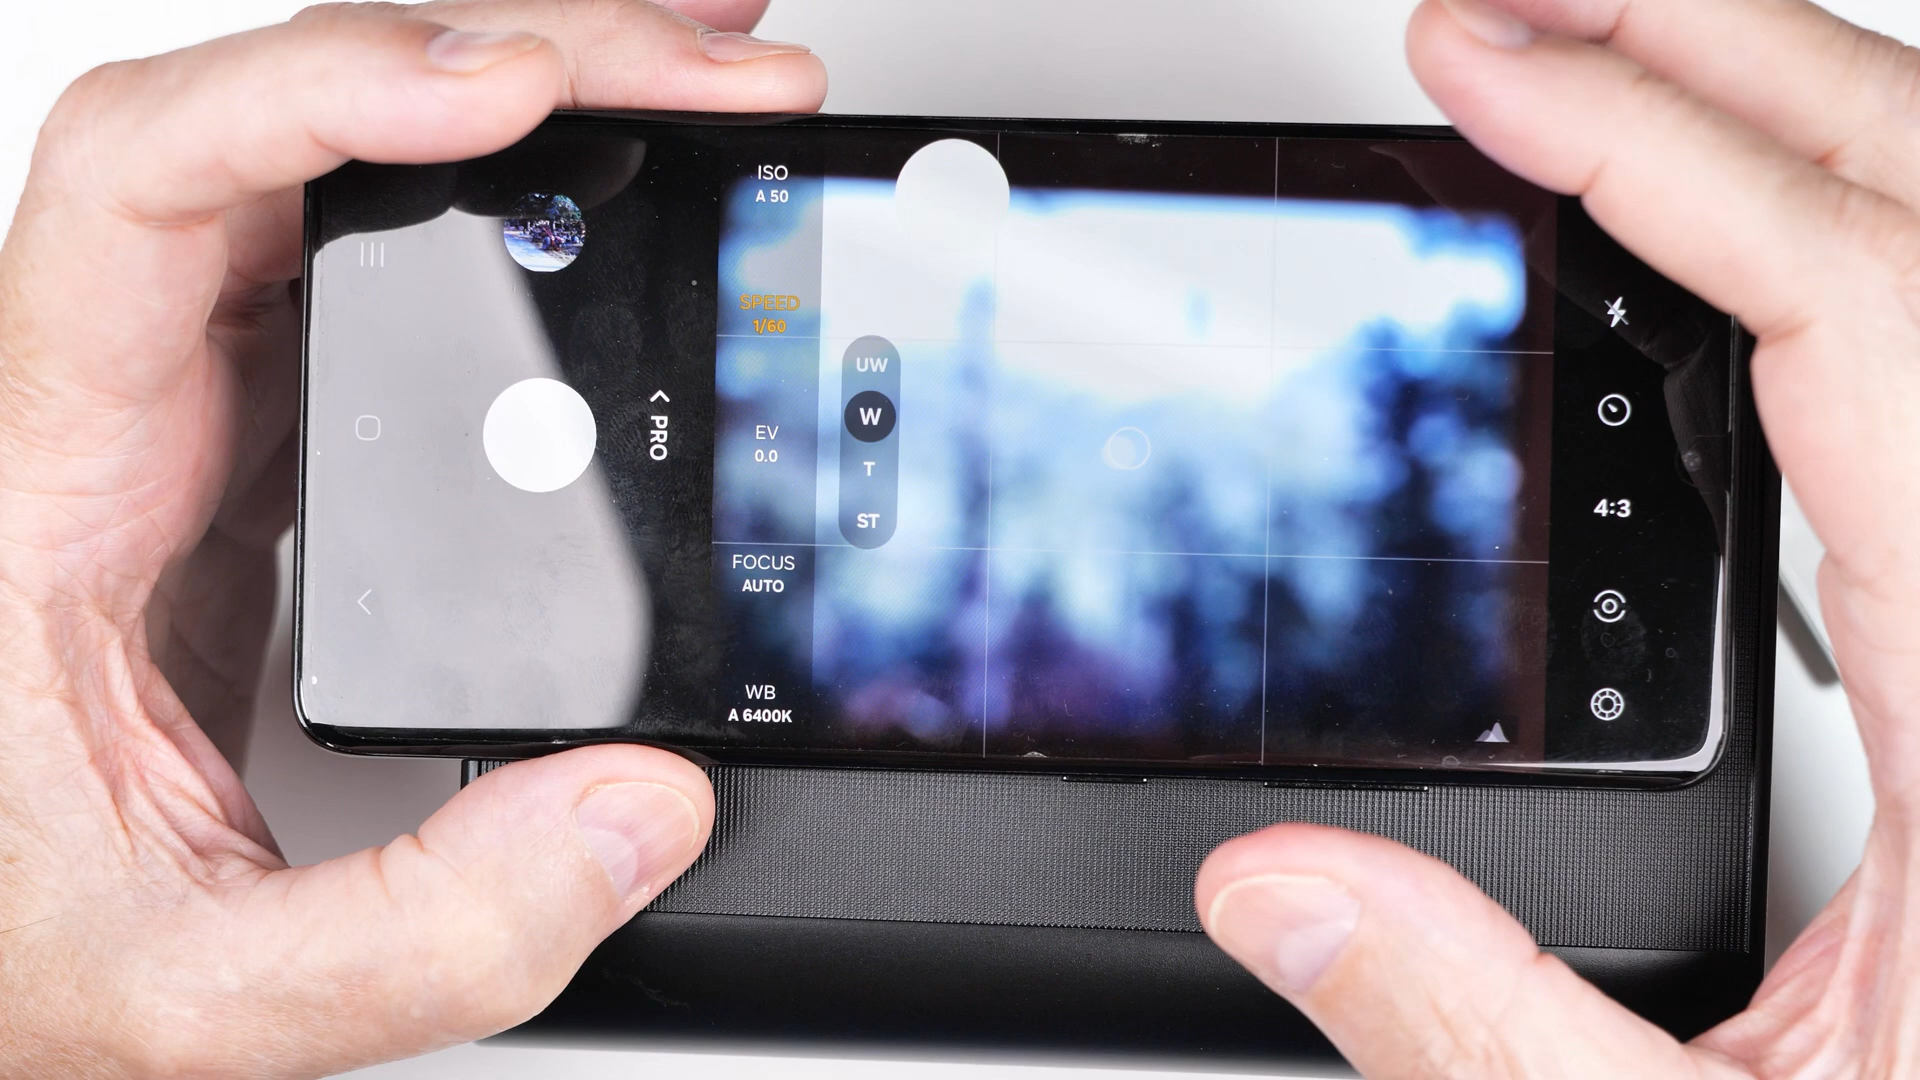 ISO
A 50
SPEED
1/60
EV
0.0
FOCUS
AUTO
WB
A 6400K
UW
W
T
ST
PRO
4:3